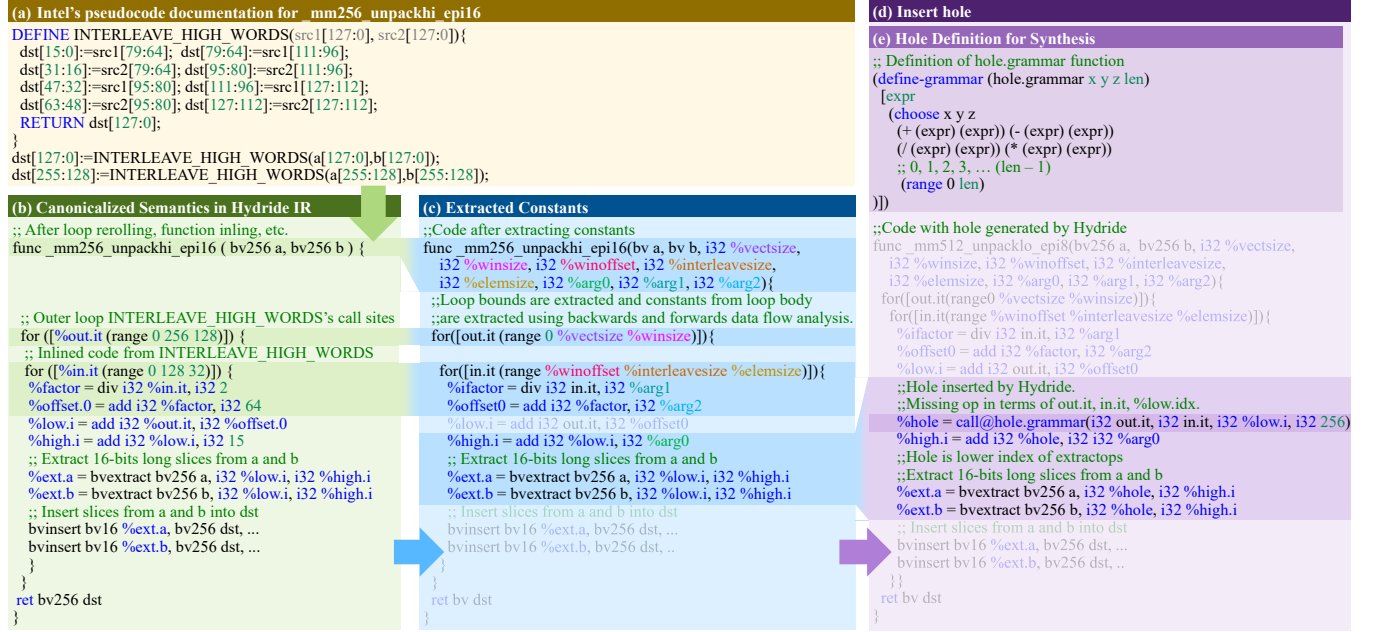 (a) Intel's pseudocode documentation for _mm256_unpackhi_epi16
DEFINE INTERLEAVE_HIGH_WORDS(src1[127:0], src2[127:0]){
dst[15:0]:=src1[79:64]; dst[79:64]:=src1[111:96];
dst[31:16]:=src2[79:64]; dst[95:80]:=src2[111:96];
dst[47:32]:=src1[95:80]; dst[111:96]:=src1[127:112];
dst[63:48]:=src2[95:80]; dst[127:112]:=src2[127:112];
RETURN dst[127:0];
}
dst[127:0]:=INTERLEAVE_HIGH_WORDS(a[127:0],b[127:0]);
dst[255:128]:=INTERLEAVE_HIGH_WORDS(a[255:128],b[255:128]);
(b) Canonicalized Semantics in Hydride IR
;; After loop rerolling, function inling, etc.
func _mm256_unpackhi_epi16 ( bv256 a, bv256 b ) {
;; Outer loop INTERLEAVE_HIGH_WORDS's call sites
for ([%out.it (range 0 256 128)]) {
;; Inlined code from INTERLEAVE_HIGH_WORDS
for ([%in.it (range 0 128 32)]) {
%factor = div i32 %in.it, i32 2
%offset.0 = add i32 %factor, i32 64
%low.i = add i32 %out.it, i32 %offset.0
%high.i = add i32 %low.i, i32 15
;; Extract 16-bits long slices from a and b
%ext.a = bvextract bv256 a, i32 %low.i, i32 %high.i
%ext.b = bvextract bv256 b, i32 %low.i, i32 %high.i
;; Insert slices from a and b into dst
bvinsert bv16 %ext.a, bv256 dst, ...
bvinsert bv16 %ext.b, bv256 dst, ...
}
}
ret bv256 dst
}
(c) Extracted Constants
;;Code after extracting constants
func _mm256_unpackhi_epi16(bv a, bv b, i32 %vectsize,
i32 %winsize, i32 %winoffset, i32 %interleavesize,
i32 %elemsize, i32 %arg0, i32 %arg1, i32 %arg2){
;;Loop bounds are extracted and constants from loop body
;;are extracted using backwards and forwards data flow analysis.
for([out.it (range 0 %vectsize %winsize)]){
for([in.it (range %winoffset %interleavesize %elemsize)]){
%ifactor = div i32 in.it, i32 %arg1
%offset0 = add i32 %factor, i32 %arg2
%low.i = add i32 out.it, i32 %offset0
%high.i = add i32 %low.i, i32 %arg0
;; Extract 16-bits long slices from a and b
%ext.a = bvextract bv256 a, i32 %low.i, i32 %high.i
%ext.b = bvextract bv256 b, i32 %low.i, i32 %high.i
;; Insert slices from a and b into dst
bvinsert bv16 %ext.a, bv256 dst, ...
bvinsert bv16 %ext.b, bv256 dst, ..
}
}
ret bv dst
}
(d) Insert hole
(e) Hole Definition for Synthesis
;; Definition of hole.grammar function
(define-grammar (hole.grammar x y z len)
[expr
(choose x y z
(+ (expr) (expr)) (- (expr) (expr))
(/ (expr) (expr)) (* (expr) (expr))
;; 0, 1, 2, 3, … (len – 1)
(range 0 len)
)])
;;Code with hole generated by Hydride
func _mm512_unpacklo_epi8(bv256 a, bv256 b, i32 %vectsize,
i32 %winsize, i32 %winoffset, i32 %interleavesize,
i32 %elemsize, i32 %arg0, i32 %arg1, i32 %arg2){
for([out.it(range0 %vectsize %winsize)]){
for([in.it(range %winoffset %interleavesize %elemsize)]){
%ifactor = div i32 in.it, i32 %arg1
%offset0 = add i32 %factor, i32 %arg2
%low.i = add i32 out.it, i32 %offset0
;;Hole inserted by Hydride.
;;Missing op in terms of out.it, in.it, %low.idx.
%hole = call@hole.grammar(i32 out.it, i32 in.it, i32 %low.i, i32 256)
%high.i = add i32 %hole, i32 i32 %arg0
;;Hole is lower index of extractops
;;Extract 16-bits long slices from a and b
%ext.a = bvextract bv256 a, i32 %hole, i32 %high.i
%ext.b = bvextract bv256 b, i32 %hole, i32 %high.i
;; Insert slices from a and b into dst
bvinsert bv16 %ext.a, bv256 dst, ...
bvinsert bv16 %ext.b, bv256 dst, ..
}}
ret bv dst
}